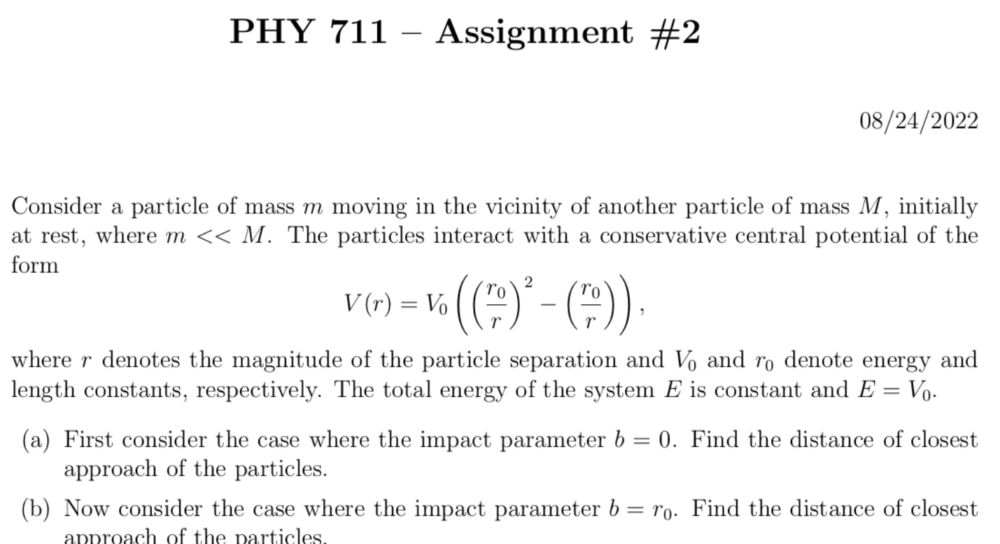 PHY 711 – Assignment #2
08/24/2022
Consider a particle of mass m moving in the vicinity of another particle of mass M, initially
at rest, where m << M. The particles interact with a conservative central potential of the
form
V(r) = V₀ ((r₀/r)² − (r₀/r)),
where r denotes the magnitude of the particle separation and V₀ and r₀ denote energy and
length constants, respectively. The total energy of the system E is constant and E = V₀.
(a) First consider the case where the impact parameter b = 0. Find the distance of closest
approach of the particles.
(b) Now consider the case where the impact parameter b = r₀. Find the distance of closest
approach of the particles.